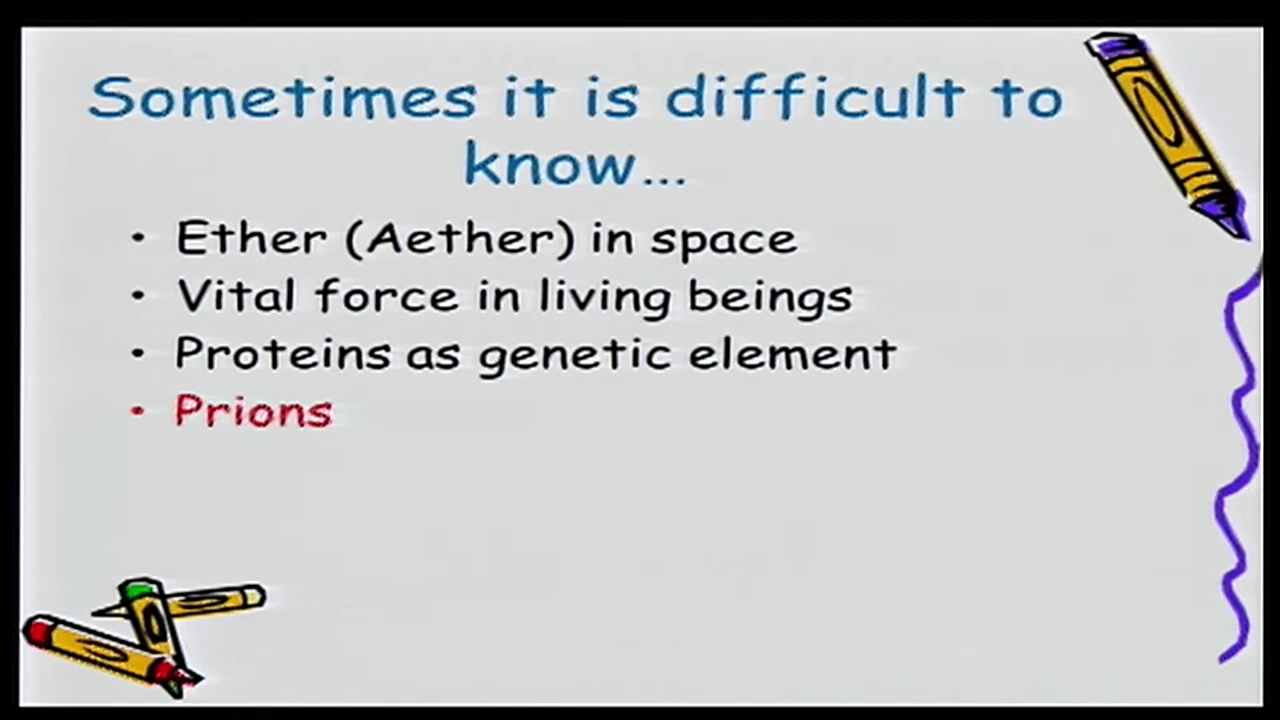 Sometimes it is difficult to
know...
• Ether (Aether) in space
• Vital force in living beings
• Proteins as genetic element
• Prions